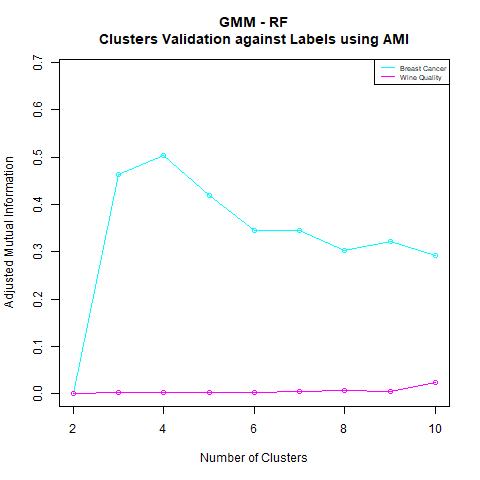 GMM - RF
Clusters Validation against Labels using AMI
Breast Cancer
Wine Quality
Adjusted Mutual Information
0.7
0.6
0.5
0.4
0.3
0.2
0.1
0.0
2 4 6 8 10
Number of Clusters